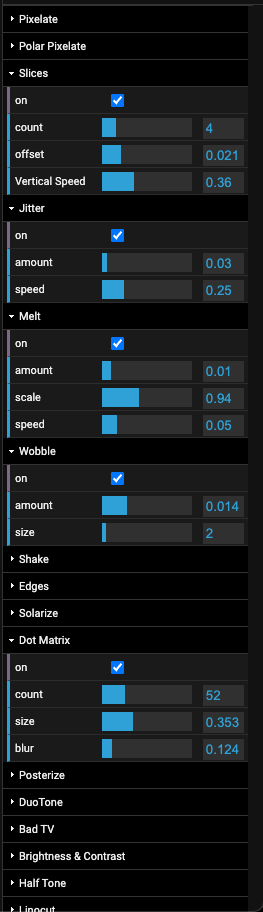 Pixelate
Polar Pixelate
Slices
on
count 4
offset 0.021
Vertical Speed 0.36
Jitter
on
amount 0.03
speed 0.25
Melt
on
amount 0.01
scale 0.94
speed 0.05
Wobble
on
amount 0.014
size 2
Shake
Edges
Solarize
Dot Matrix
on
count 52
size 0.353
blur 0.124
Posterize
DuoTone
Bad TV
Brightness & Contrast
Half Tone
Linocut